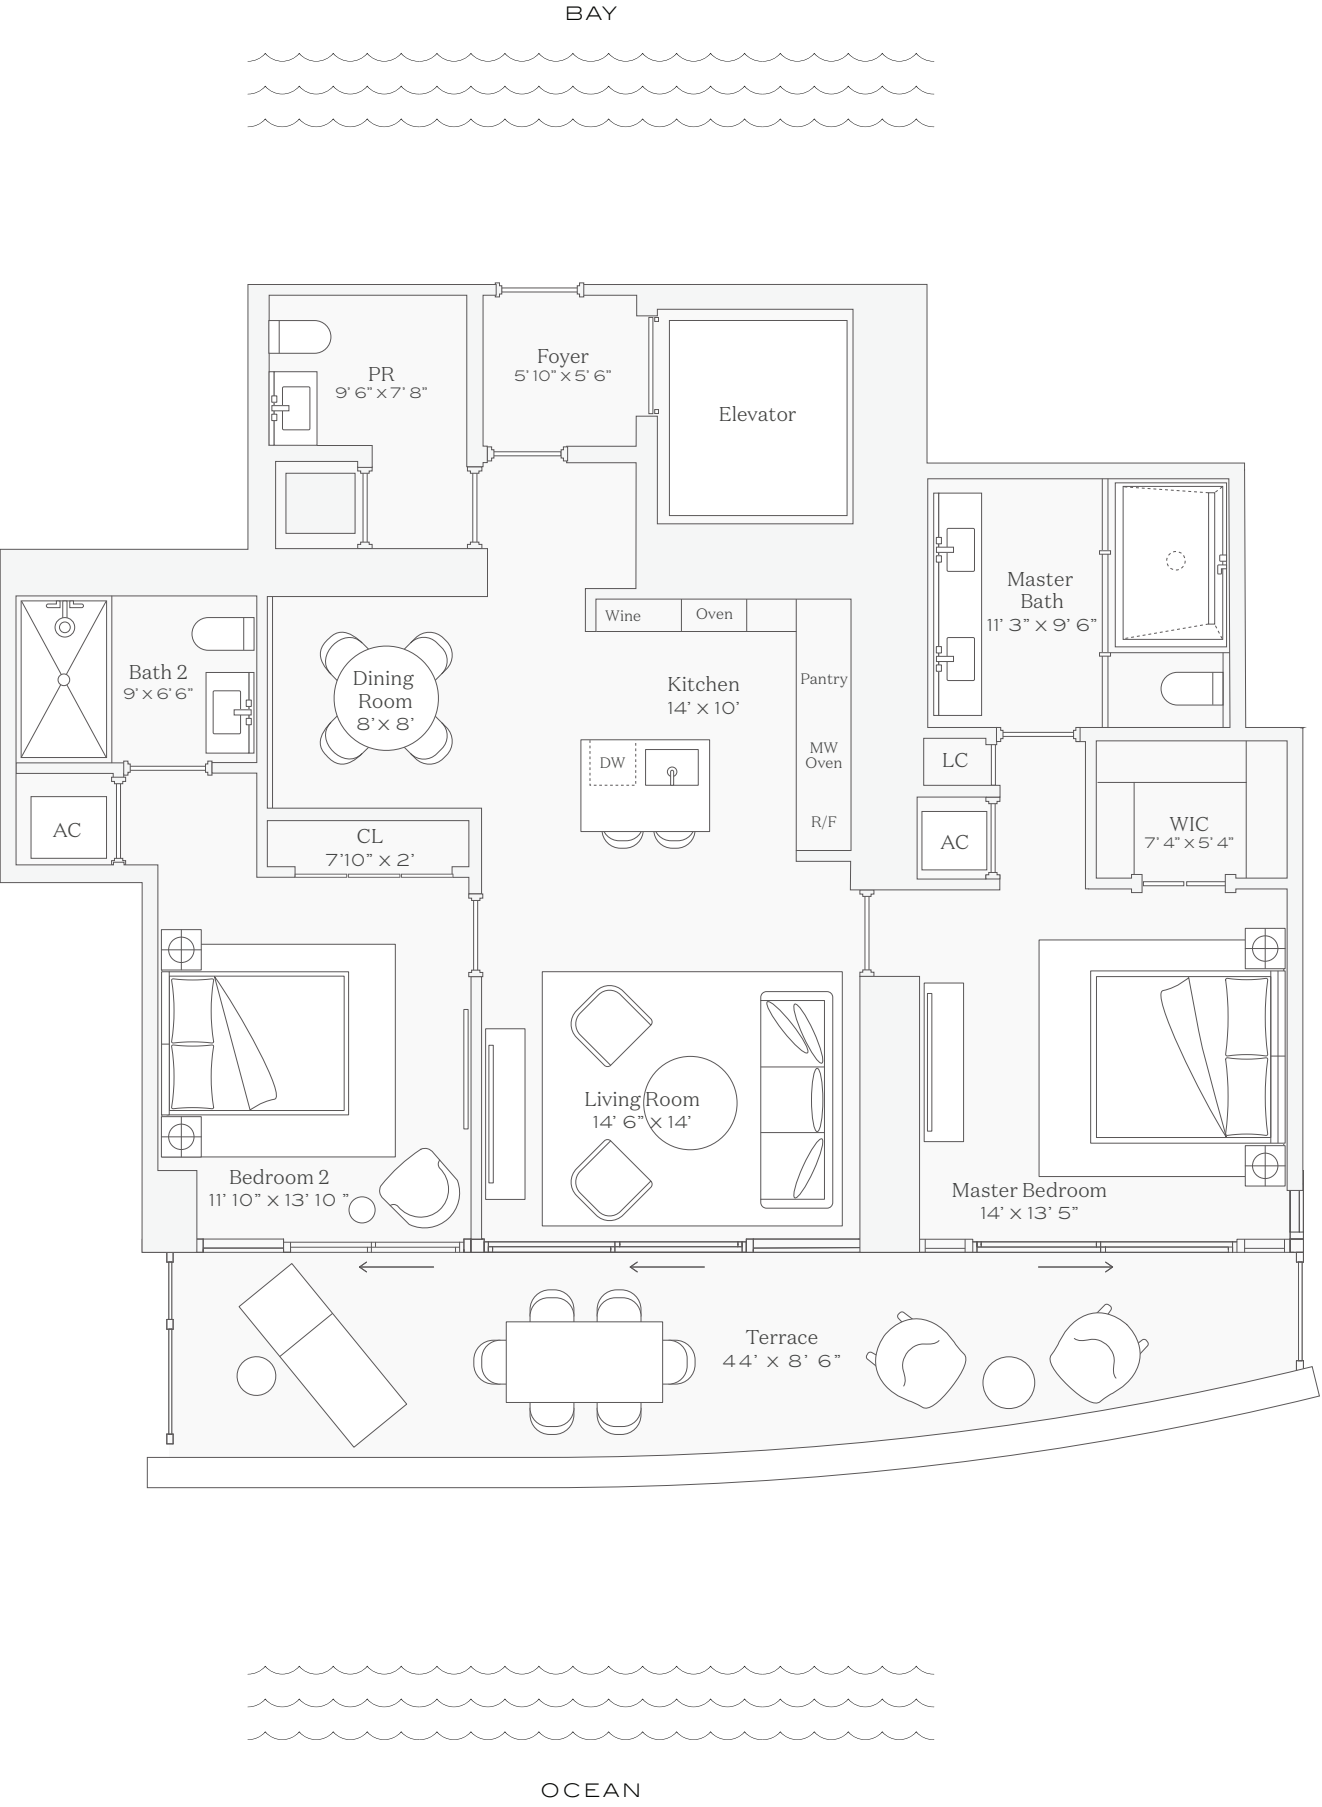 BAY
PR
9’ 6” X 7’ 8”
Foyer
5’ 10” X 5’ 6”
Elevator
Master
Bath
11’ 3” X 9’ 6”
Wine
Oven
Bath 2
9’ X 6’ 6”
Dining
Room
8’ X 8’
Kitchen
14’ X 10’
Pantry
MW
Oven
R/F
DW
LC
AC
WIC
7’ 4” X 5’ 4”
AC
CL
7’10” X 2’
Living Room
14’ 6” X 14’
Bedroom 2
11’ 10” X 13’ 10 ”
Master Bedroom
14’ X 13’ 5”
Terrace
44’ X 8’ 6”
OCEAN